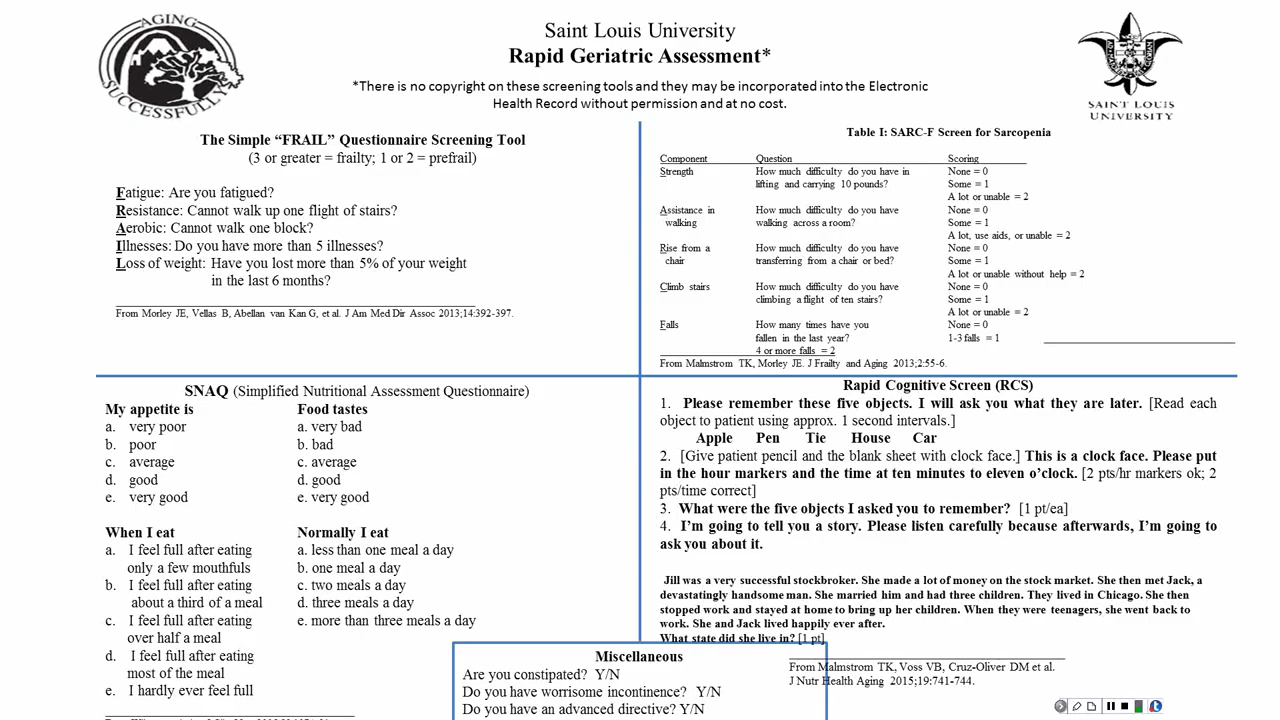 AGING
SUCCESSFULLY
Saint Louis University
Rapid Geriatric Assessment*
*There is no copyright on these screening tools and they may be incorporated into the Electronic
Health Record without permission and at no cost.
SAINT LOUIS
UNIVERSITY
The Simple “FRAIL” Questionnaire Screening Tool
(3 or greater = frailty; 1 or 2 = prefrail)
Fatigue: Are you fatigued?
Resistance: Cannot walk up one flight of stairs?
Aerobic: Cannot walk one block?
Illnesses: Do you have more than 5 illnesses?
Loss of weight: Have you lost more than 5% of your weight
in the last 6 months?
From Morley JE, Vellas B, Abellan van Kan G, et al. J Am Med Dir Assoc 2013;14:392-397.
Table I: SARC-F Screen for Sarcopenia
Component Question Scoring
Strength How much difficulty do you have in None = 0
lifting and carrying 10 pounds? Some = 1
A lot or unable = 2
Assistance in How much difficulty do you have None = 0
walking walking across a room? Some = 1
A lot, use aids, or unable = 2
Rise from a How much difficulty do you have None = 0
chair transferring from a chair or bed? Some = 1
A lot or unable without help = 2
Climb stairs How much difficulty do you have None = 0
climbing a flight of ten stairs? Some = 1
A lot or unable = 2
Falls How many times have you None = 0
fallen in the last year? 1-3 falls = 1
4 or more falls = 2
From Malmstrom TK, Morley JE. J Frailty and Aging 2013;2:55-6.
SNAQ (Simplified Nutritional Assessment Questionnaire)
My appetite is Food tastes
a. very poor a. very bad
b. poor b. bad
c. average c. average
d. good d. good
e. very good e. very good
When I eat Normally I eat
a. I feel full after eating a. less than one meal a day
only a few mouthfuls b. one meal a day
b. I feel full after eating c. two meals a day
about a third of a meal d. three meals a day
c. I feel full after eating e. more than three meals a day
over half a meal
d. I feel full after eating
most of the meal
e. I hardly ever feel full
Rapid Cognitive Screen (RCS)
1. Please remember these five objects. I will ask you what they are later. [Read each
object to patient using approx. 1 second intervals.]
Apple Pen Tie House Car
2. [Give patient pencil and the blank sheet with clock face.] This is a clock face. Please put
in the hour markers and the time at ten minutes to eleven o’clock. [2 pts/hr markers ok; 2
pts/time correct]
3. What were the five objects I asked you to remember? [1 pt/ea]
4. I’m going to tell you a story. Please listen carefully because afterwards, I’m going to
ask you about it.
Jill was a very successful stockbroker. She made a lot of money on the stock market. She then met Jack, a
devastatingly handsome man. She married him and had three children. They lived in Chicago. She then
stopped work and stayed at home to bring up her children. When they were teenagers, she went back to
work. She and Jack lived happily ever after.
What state did she live in? [1 pt]
From Malmstrom TK, Voss VB, Cruz-Oliver DM et al.
J Nutr Health Aging 2015;19:741-744.
Miscellaneous
Are you constipated? Y/N
Do you have worrisome incontinence? Y/N
Do you have an advanced directive? Y/N